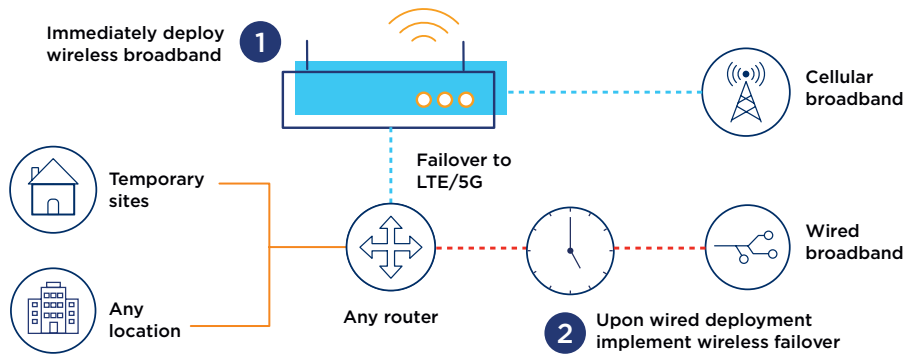 Immediately deploy
wireless broadband
1
Cellular
broadband
Failover to
LTE/5G
Temporary
sites
Wired
broadband
Any
location
Any router
2
Upon wired deployment
implement wireless failover